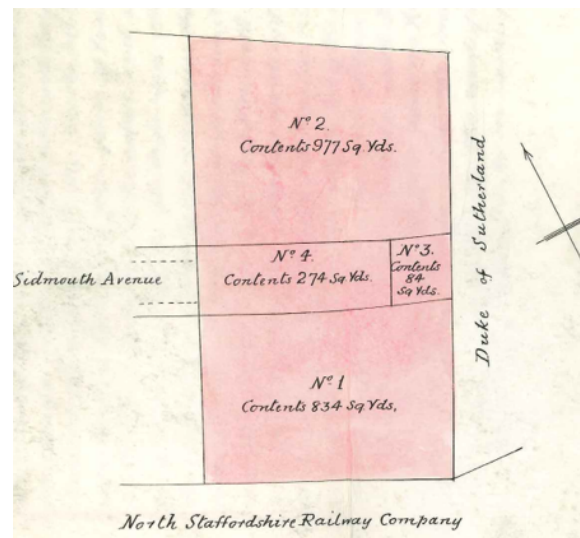 Nº 2.
Contents 977 Sq. Yds.
Duke of Sutherland
Nº 4.
Contents 274 Sq. Yds.
Nº 3.
Contents
84
Sq. Yds.
Sidmouth Avenue
Nº 1
Contents 834 Sq. Yds,
North Staffordshire Railway Company